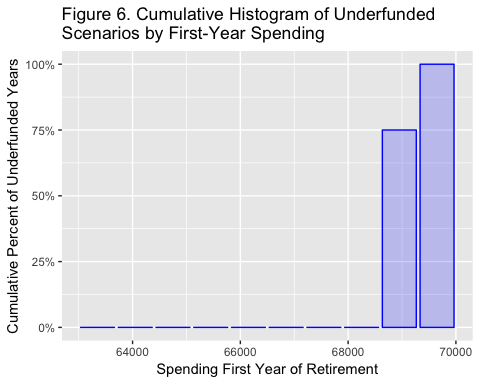 Figure 6. Cumulative Histogram of Underfunded
Scenarios by First-Year Spending
Cumulative Percent of Underfunded Years
100%
75%
50%
25%
0%
64000
66000
68000
70000
Spending First Year of Retirement